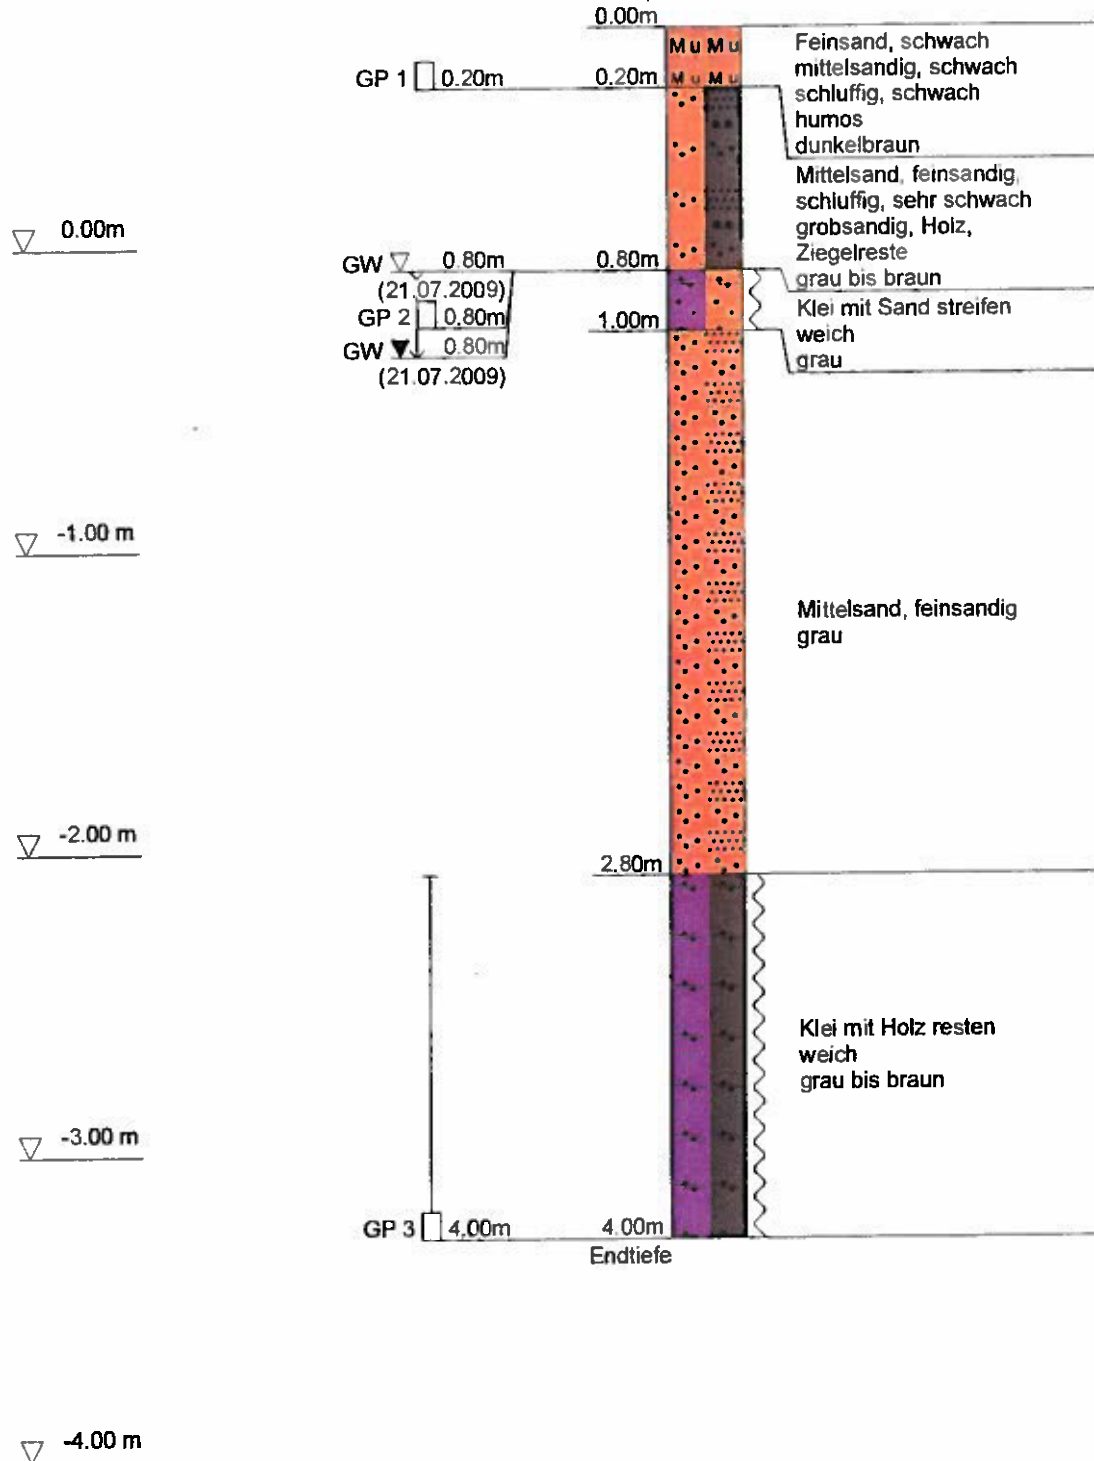 0.00m
Mu Mu
GP 1 0.20m
0.20m
Mu Mu
Feinsand, schwach
mittelsandig, schwach
schluffig, schwach
humos
dunkelbraun
Mittelsand, feinsandig,
schluffig, sehr schwach
grobsandig, Holz,
Ziegelreste
grau bis braun
0.00m
GW 0.80m
(21.07.2009)
GP 2 0.80m
GW 0.80m
(21.07.2009)
0.80m
1.00m
Klei mit Sand streifen
weich
grau
-1.00 m
Mittelsand, feinsandig
grau
-2.00 m
2.80m
Klei mit Holz resten
weich
grau bis braun
-3.00 m
GP 3 4.00m
4.00m
Endtiefe
-4.00 m